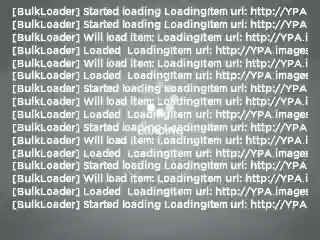 [BulkLoader] Started loading LoadingItem url: http://YPA
[BulkLoader] Started loading LoadingItem url: http://YPA
[BulkLoader] Will load item: LoadingItem url: http://YPA.i
[BulkLoader] Loaded LoadingItem url: http://YPA.images
[BulkLoader] Will load item: LoadingItem url: http://YPA.i
[BulkLoader] Loaded LoadingItem url: http://YPA.images
[BulkLoader] Started loading LoadingItem url: http://YPA
[BulkLoader] Will load item: LoadingItem url: http://YPA.i
[BulkLoader] Loaded LoadingItem url: http://YPA.images
[BulkLoader] Started loading LoadingItem url: http://YPA
LOADING
[BulkLoader] Will load item: LoadingItem url: http://YPA.i
[BulkLoader] Loaded LoadingItem url: http://YPA.images
[BulkLoader] Started loading LoadingItem url: http://YPA
[BulkLoader] Will load item: LoadingItem url: http://YPA.i
[BulkLoader] Loaded LoadingItem url: http://YPA.images
[BulkLoader] Started loading LoadingItem url: http://YPA